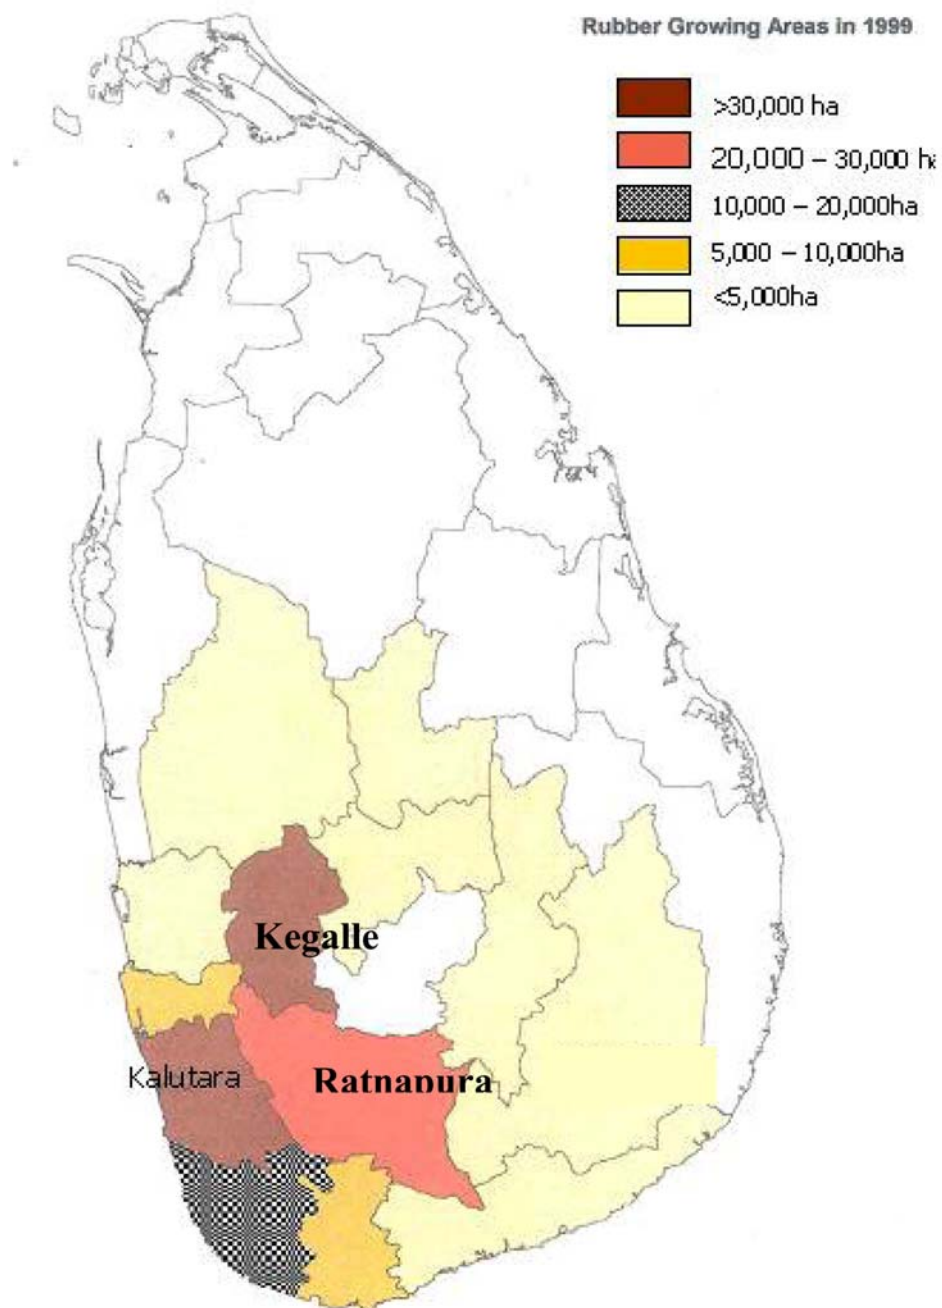 Rubber Growing Areas in 1999
>30,000 ha
20,000 – 30,000 h
10,000 – 20,000ha
5,000 – 10,000ha
<5,000ha
Kegalle
Kalutara
Ratnapura